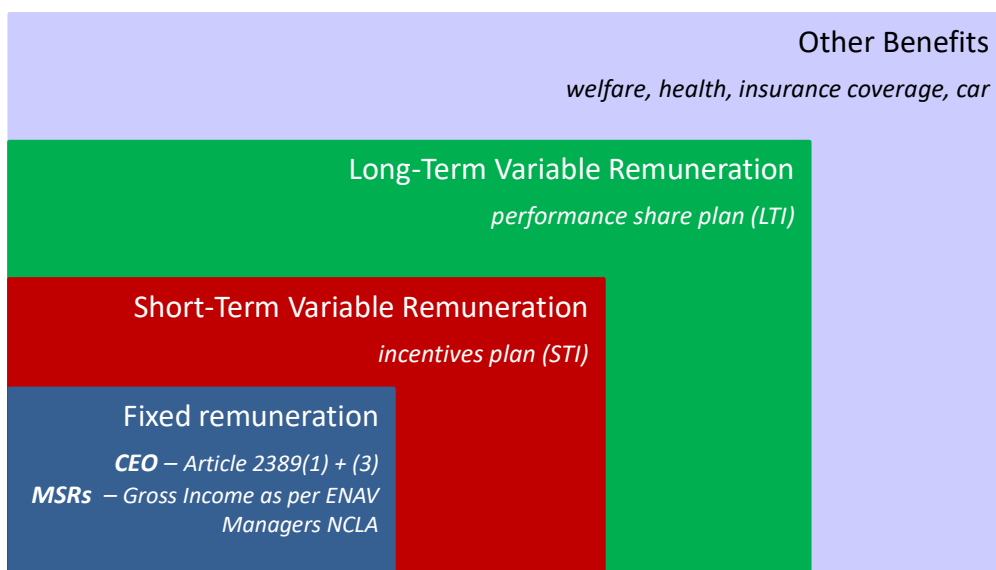 Other Benefits
welfare, health, insurance coverage, car
Long-Term Variable Remuneration
performance share plan (LTI)
Short-Term Variable Remuneration
incentives plan (STI)
Fixed remuneration
CEO – Article 2389(1) + (3)
MSRs – Gross Income as per ENAV
Managers NCLA